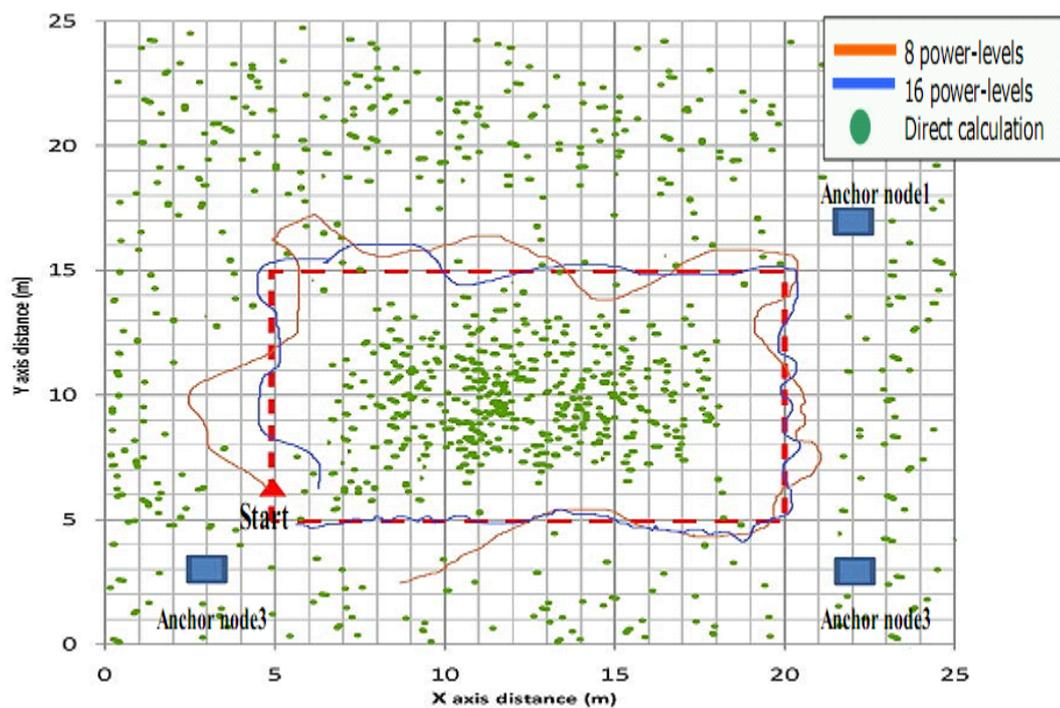 25
20
15
10
5
0
Y axis distance (m)
8 power-levels
16 power-levels
Direct calculation
Anchor node1
Start
Anchor node3
Anchor node3
0 5 10 15 20 25
X axis distance (m)